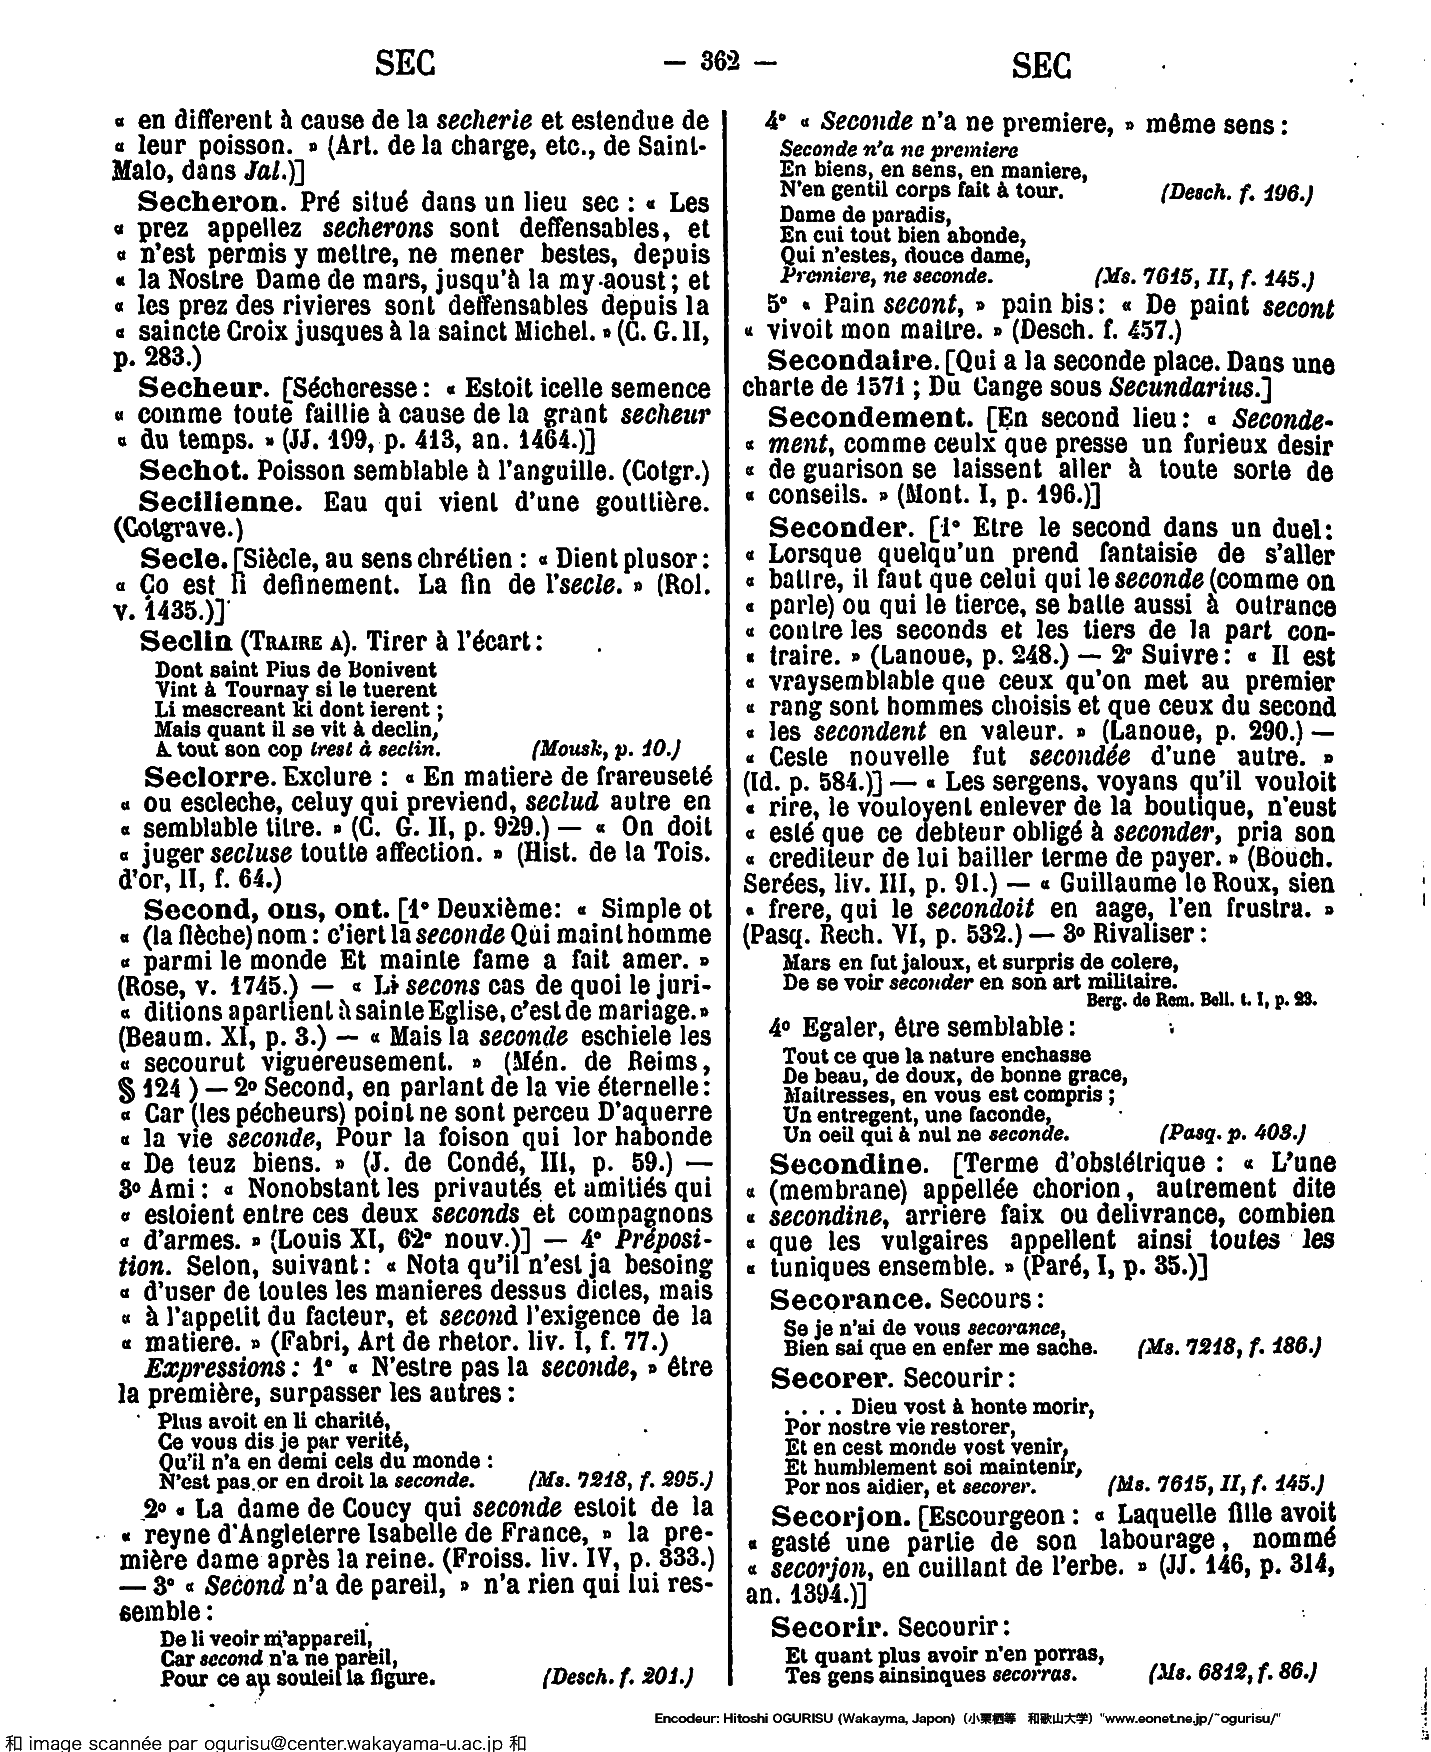 SEC
— 362 —
SEC
« en different à cause de la secherie et estendue de
« leur poisson. » (Art. de la charge, etc., de Saint-
Malo, dans Jal.)]
Secheron. Pré situé dans un lieu sec : « Les
« prez appellez secherons sont deffensables, et
« n'est permis y mettre, ne mener bestes, depuis
« la Nostre Dame de mars, jusqu'à la my-aoust ; et
« les prez des rivieres sont deffensables depuis la
« saincte Croix jusques à la sainct Michel. » (C. G. II,
p. 283.)
Secheur. [Sécheresse : « Estoit icelle semence
« comme toute faillie à cause de la grant secheur
« du temps. » (JJ. 199, p. 413, an. 1464.)]
Sechot. Poisson semblable à l'anguille. (Cotgr.)
Secilienne. Eau qui vient d'une gouttière.
(Cotgrave.)
Secle. [Siècle, au sens chrétien : « Dient plusor :
« Ço est li definement. La fin de l'secle. » (Rol.
v. 1435.)]
Seclin (TRAIRE A). Tirer à l'écart :
Dont saint Pius de Bonivent
Vint à Tournay si le tuerent
Li mescreant ki dont ierent ;
Mais quant il se vit à declin,
A tout son cop trest à seclin. (Mousk, p. 10.)
Seclorre. Exclure : « En matiere de frareuseté
« ou escleche, celuy qui previend, seclud autre en
« semblable titre. » (C. G. II, p. 929.) — « On doit
« juger secluse toutte affection. » (Hist. de la Tois.
d'or, II, f. 64.)
Second, ons, ont. [1° Deuxième : « Simple ot
« (la flèche) nom : c'iert la seconde Qui maint homme
« parmi le monde Et mainte fame a fait amer. »
(Rose, v. 1745.) — « Li secons cas de quoi le juri-
« ditions apartient à sainte Eglise, c'est de mariage. »
(Beaum. XI, p. 3.) — « Mais la seconde eschiele les
« secourut viguereusement. » (Mén. de Reims,
§ 124 ) — 2° Second, en parlant de la vie éternelle :
« Car (les pécheurs) point ne sont perceu D'aquerre
« la vie seconde, Pour la foison qui lor habonde
« De teuz biens. » (J. de Condé, III, p. 59.) —
3° Ami : « Nonobstant les privautés et amitiés qui
« estoient entre ces deux seconds et compagnons
« d'armes. » (Louis XI, 62e nouv.)] — 4° Préposi-
tion. Selon, suivant : « Nota qu'il n'est ja besoing
« d'user de toutes les manieres dessus dictes, mais
« à l'appetit du facteur, et second l'exigence de la
« matiere. » (Fabri, Art de rhetor. liv. I, f. 77.)
Expressions : 1° « N'estre pas la seconde, » être
la première, surpasser les autres :
Plus avoit en li charité,
Ce vous dis je par verité,
Qu'il n'a en demi cels du monde :
N'est pas or en droit la seconde. (Ms. 7218, f. 295.)
2° « La dame de Coucy qui seconde estoit de la
« reyne d'Angleterre Isabelle de France, » la pre-
mière dame après la reine. (Froiss. liv. IV, p. 333.)
— 3° « Second n'a de pareil, » n'a rien qui lui res-
semble :
De li veoir m'appareil,
Car second n'a ne pareil,
Pour ce ay souleil la figure. (Desch. f. 201.)
4° « Seconde n'a ne premiere, » même sens :
Seconde n'a ne premiere
En biens, en sens, en maniere,
N'en gentil corps fait à tour. (Desch. f. 196.)
Dame de paradis,
En cui tout bien abonde,
Qui n'estes, douce dame,
Premiere, ne seconde. (Ms. 7615, II, f. 145.)
5° « Pain secont, » pain bis : « De paint secont
« vivoit mon maitre. » (Desch. f. 457.)
Secondaire. [Qui a la seconde place. Dans une
charte de 1571 ; Du Cange sous Secundarius.]
Secondement. [En second lieu : « Seconde-
« ment, comme ceulx que presse un furieux desir
« de guarison se laissent aller à toute sorte de
« conseils. » (Mont. I, p. 196.)]
Seconder. [1° Etre le second dans un duel :
« Lorsque quelqu'un prend fantaisie de s'aller
« battre, il faut que celui qui le seconde (comme on
« parle) ou qui le tierce, se batte aussi à outrance
« contre les seconds et les tiers de la part con-
« traire. » (Lanoue, p. 248.) — 2° Suivre : « Il est
« vraysemblable que ceux qu'on met au premier
« rang sont hommes choisis et que ceux du second
« les secondent en valeur. » (Lanoue, p. 290.) —
« Ceste nouvelle fut secondée d'une autre. »
(Id. p. 584.)] — « Les sergens, voyans qu'il vouloit
« rire, le vouloyent enlever de la boutique, n'eust
« esté que ce debteur obligé à seconder, pria son
« crediteur de lui bailler terme de payer. » (Bouch.
Serées, liv. III, p. 91.) — « Guillaume le Roux, sien
« frere, qui le secondoit en aage, l'en frustra. »
(Pasq. Rech. VI, p. 532.) — 3° Rivaliser :
Mars en fut jaloux, et surpris de colere,
De se voir seconder en son art militaire.
Berg. de Rem. Bell. t. I, p. 23.
4° Egaler, être semblable :
Tout ce que la nature enchasse
De beau, de doux, de bonne grace,
Maitresses, en vous est compris ;
Un entregent, une faconde,
Un oeil qui à nul ne seconde. (Pasq. p. 403.)
Secondine. [Terme d'obstétrique : « L'une
« (membrane) appellée chorion, autrement dite
« secondine, arriere faix ou delivrance, combien
« que les vulgaires appellent ainsi toutes les
« tuniques ensemble. » (Paré, I, p. 35.)]
Secorance. Secours :
Se je n'ai de vous secorance,
Bien sai que en enfer me sache. (Ms. 7218, f. 186.)
Secorer. Secourir :
. . . . Dieu vost à honte morir,
Por nostre vie restorer,
Et en cest monde vost venir,
Et humblement soi maintenir,
Por nos aidier, et secorer. (Ms. 7615, II, f. 145.)
Secorjon. [Escourgeon : « Laquelle fille avoit
« gasté une partie de son labourage, nommé
« secorjon, en cuillant de l'erbe. » (JJ. 146, p. 314,
an. 1394.)]
Secorir. Secourir :
Et quant plus avoir n'en porras,
Tes gens ainsinques secorras. (Ms. 6812, f. 86.)
Encodeur: Hitoshi OGURISU (Wakayma, Japon) (小栗栖等 和歌山大学) "www.eonet.ne.jp/~ogurisu/"
和 image scannée par ogurisu@center.wakayama-u.ac.jp 和